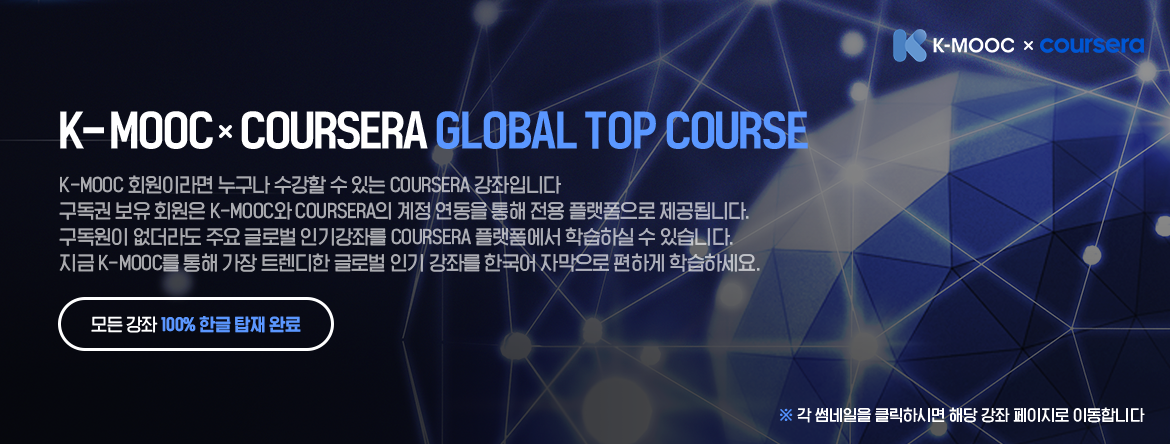 K-MOOC × coursera
K-MOOC × COURSERA GLOBAL TOP COURSE
K-MOOC 회원이라면 누구나 수강할 수 있는 COURSERA 강좌입니다
구독권 보유 회원은 K-MOOC와 COURSERA의 계정 연동을 통해 전용 플랫폼으로 제공됩니다.
구독원이 없더라도 주요 글로벌 인기강좌를 COURSERA 플랫폼에서 학습하실 수 있습니다.
지금 K-MOOC를 통해 가장 트렌디한 글로벌 인기 강좌를 한국어 자막으로 편하게 학습하세요.
모든 강좌 100% 한글 탑재 완료
※ 각 썸네일을 클릭하시면 해당 강좌 페이지로 이동합니다